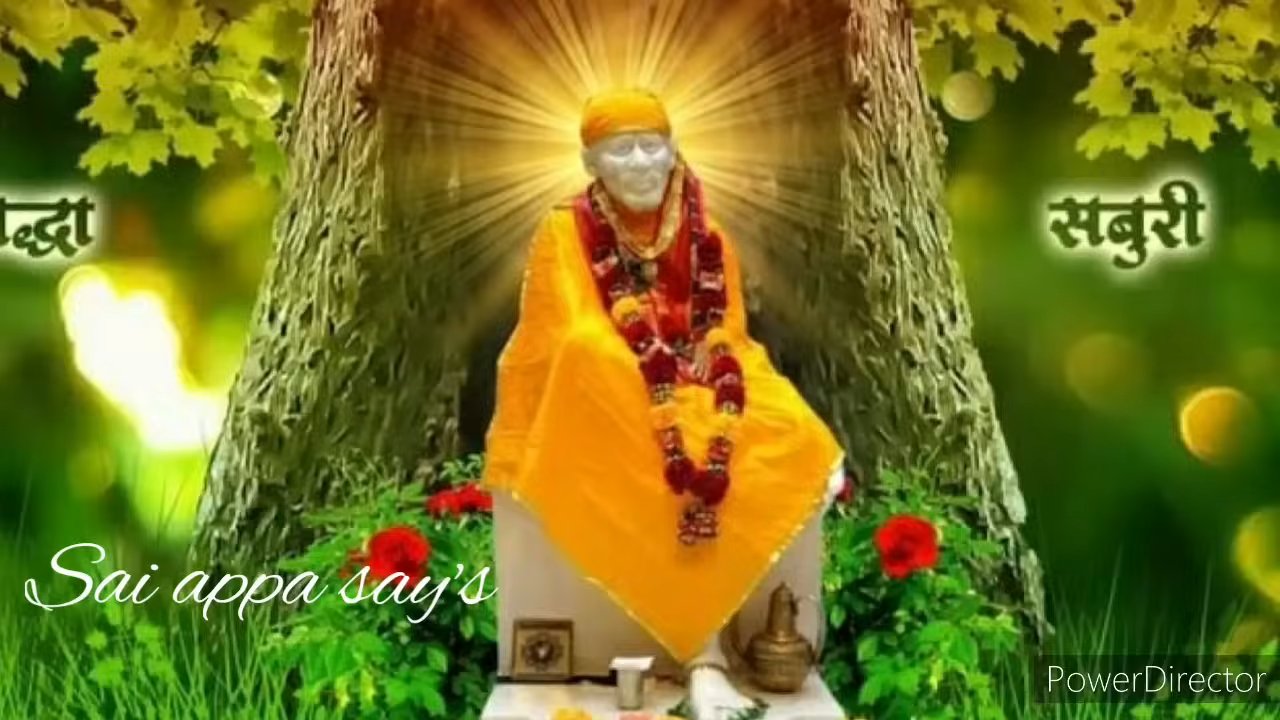 सबुरी
Sai appa say's
PowerDirector